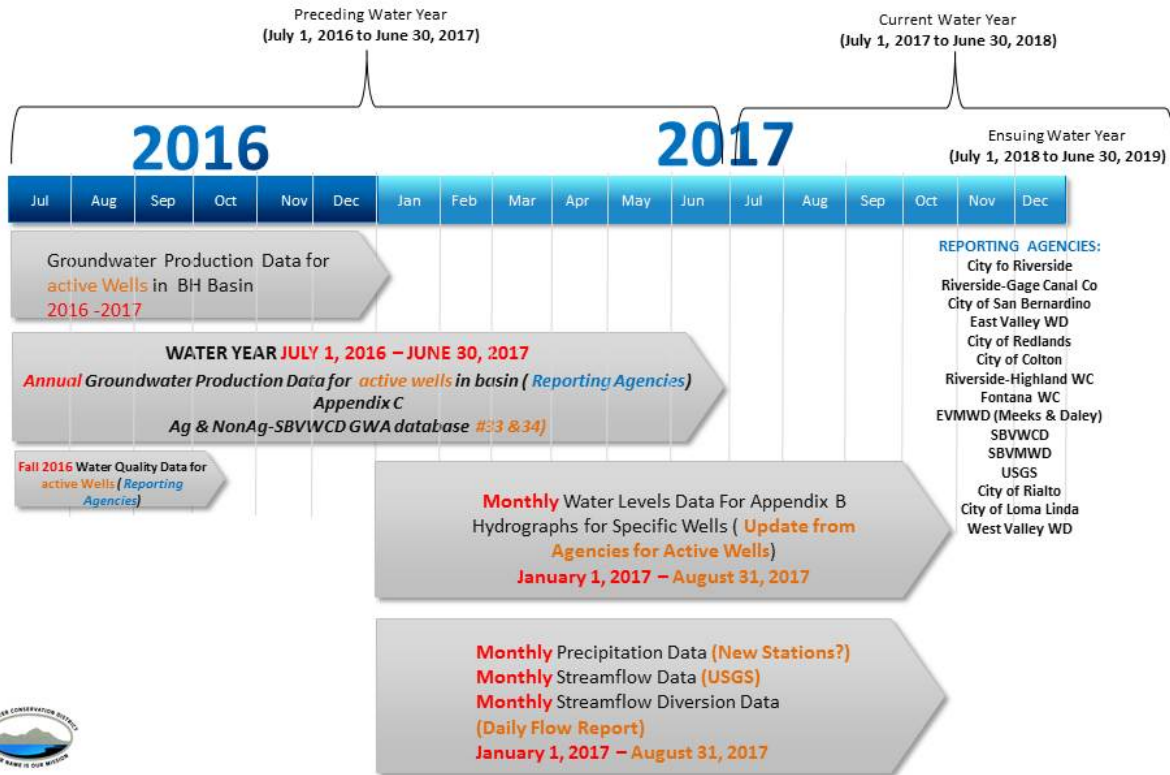 Preceding Water Year
(July 1, 2016 to June 30, 2017)
Current Water Year
(July 1, 2017 to June 30, 2018)
2016
2017
Ensuing Water Year
(July 1, 2018 to June 30, 2019)
Jul Aug Sep Oct Nov Dec Jan Feb Mar Apr May Jun Jul Aug Sep Oct Nov Dec
Groundwater Production Data for
active Wells in BH Basin
2016 -2017
WATER YEAR JULY 1, 2016 – JUNE 30, 2017
Annual Groundwater Production Data for active wells in basin ( Reporting Agencies)
Appendix C
Ag & NonAg-SBVWCD GWA database #33 &34)
Fall 2016 Water Quality Data for
active Wells ( Reporting
Agencies)
Monthly Water Levels Data For Appendix B
Hydrographs for Specific Wells ( Update from
Agencies for Active Wells)
January 1, 2017 – August 31, 2017
Monthly Precipitation Data (New Stations?)
Monthly Streamflow Data (USGS)
Monthly Streamflow Diversion Data
(Daily Flow Report)
January 1, 2017 – August 31, 2017
REPORTING AGENCIES:
City fo Riverside
Riverside-Gage Canal Co
City of San Bernardino
East Valley WD
City of Redlands
City of Colton
Riverside-Highland WC
Fontana WC
EVMWD (Meeks & Daley)
SBVWCD
SBVMWD
USGS
City of Rialto
City of Loma Linda
West Valley WD
CONSERVATION DISTRICT
NAME IS OUR MISSION